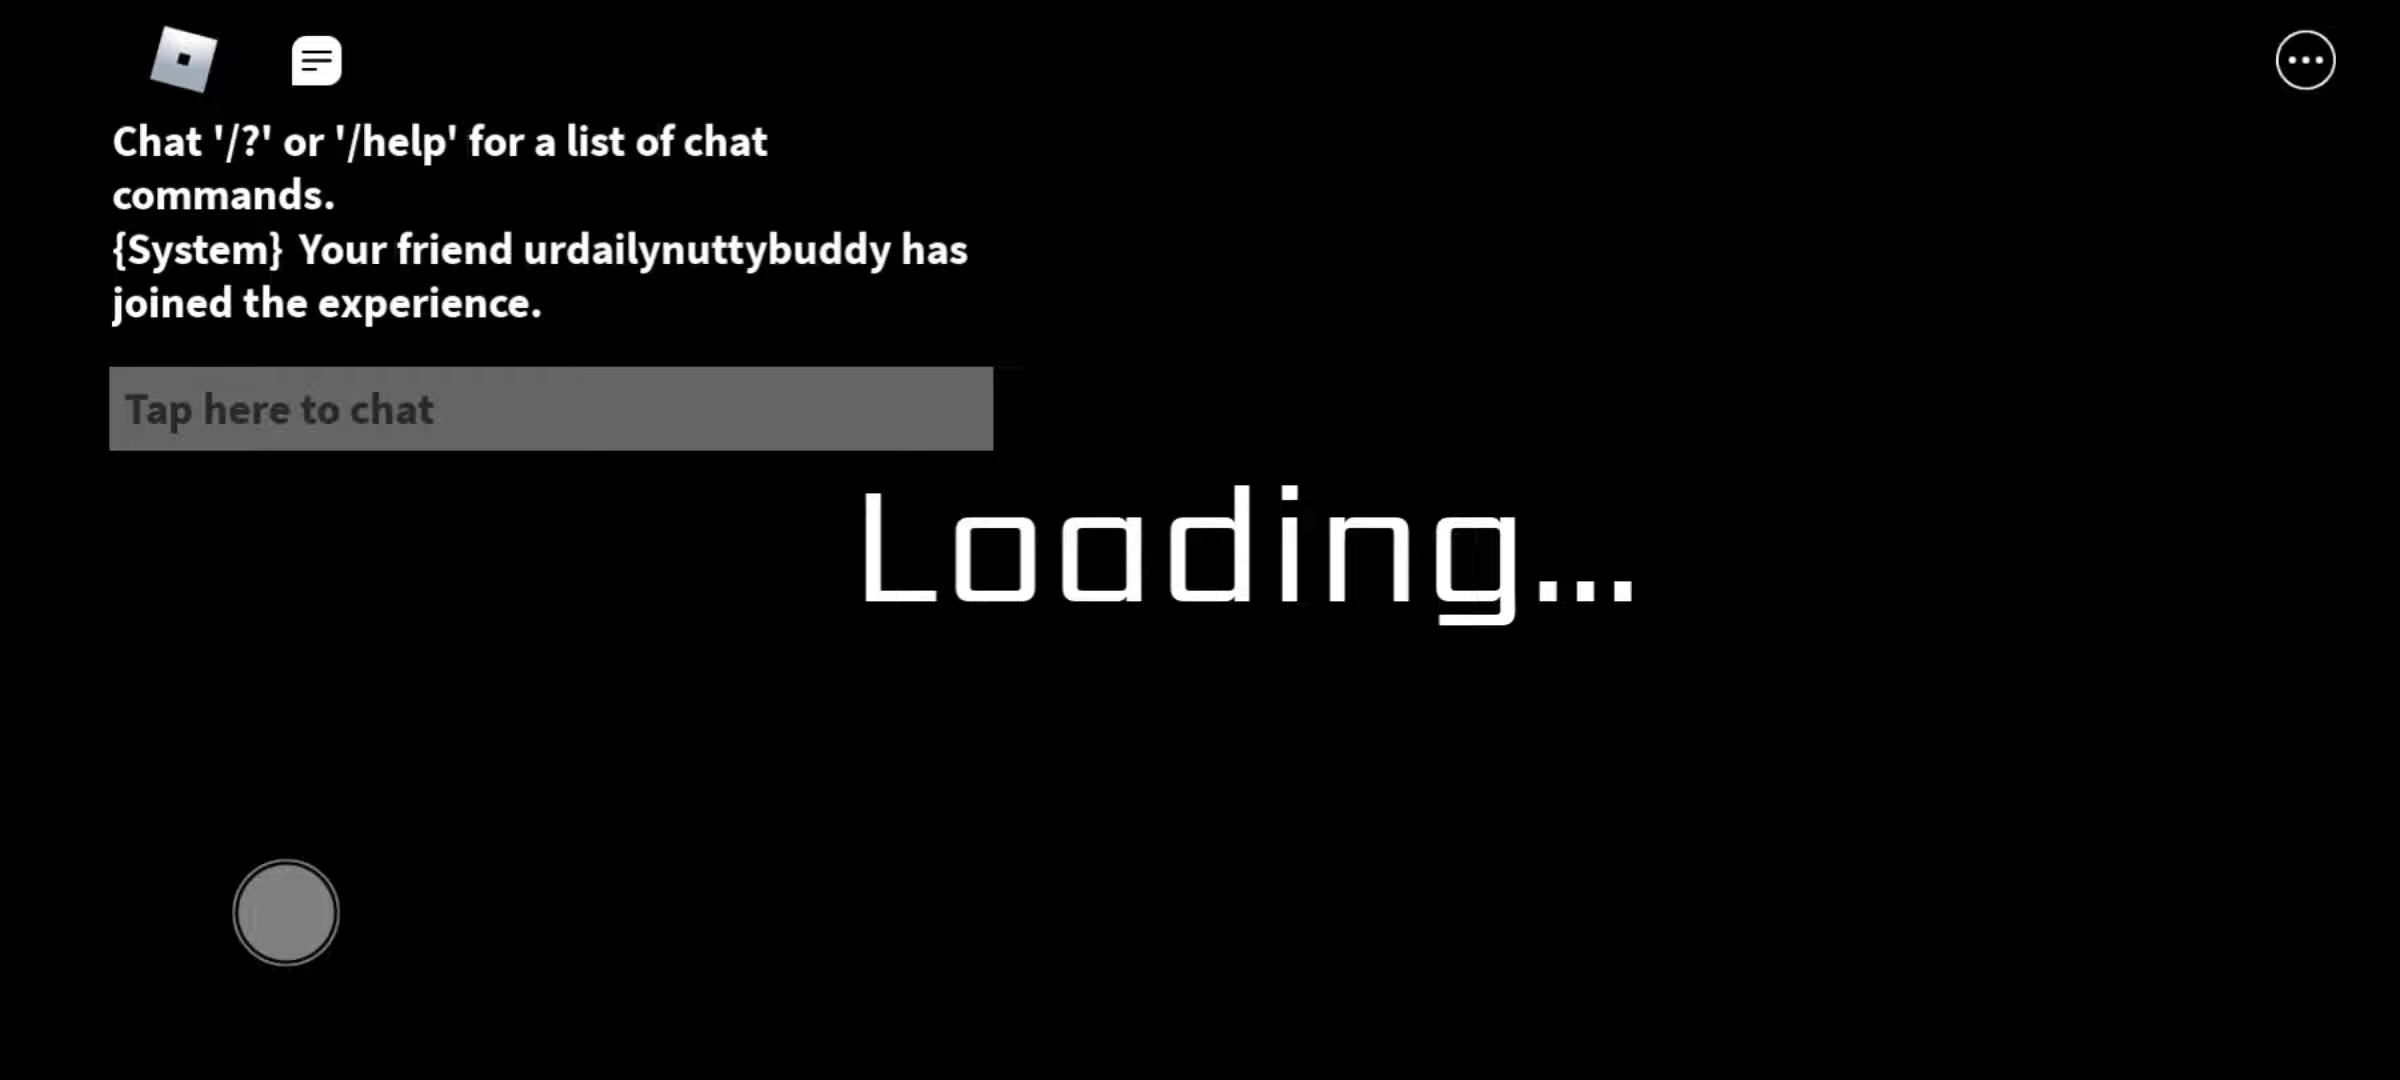 Chat '/?' or '/help' for a list of chat
commands.
{System} Your friend urdailynuttybuddy has
joined the experience.
Tap here to chat
Loading...